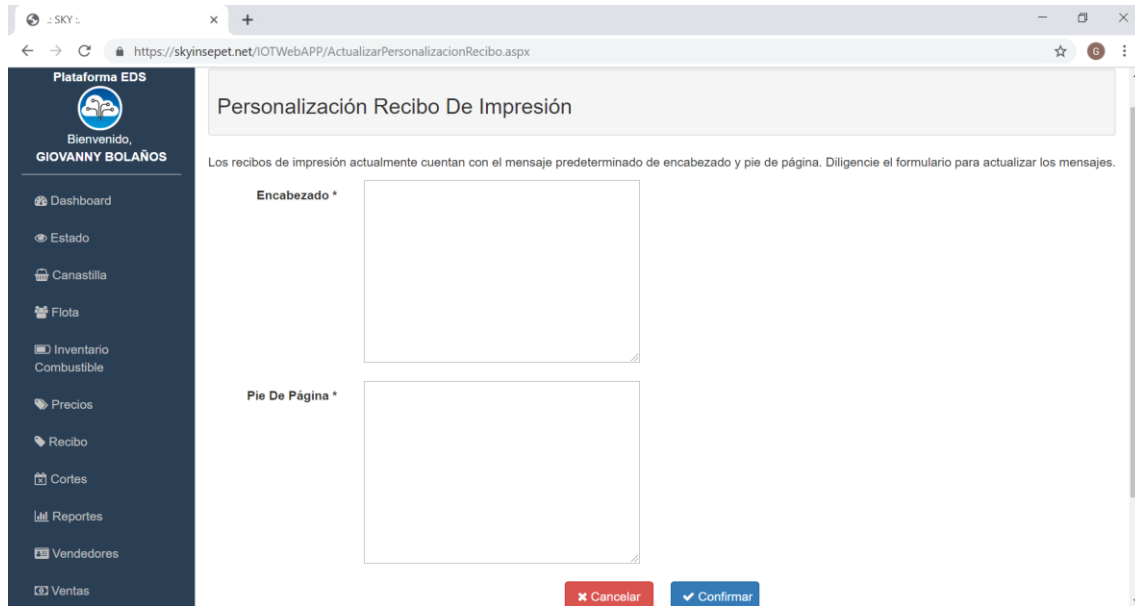 .: SKY :.
https://skyinsepet.net/IOTWebAPP/ActualizarPersonalizacionRecibo.aspx
G
Plataforma EDS
Bienvenido,
GIOVANNY BOLAÑOS
Dashboard
Estado
Canastilla
Flota
Inventario
Combustible
Precios
Recibo
Cortes
Reportes
Vendedores
Ventas
Personalización Recibo De Impresión
Los recibos de impresión actualmente cuentan con el mensaje predeterminado de encabezado y pie de página. Diligencie el formulario para actualizar los mensajes.
Encabezado *
Pie De Página *
Cancelar
Confirmar